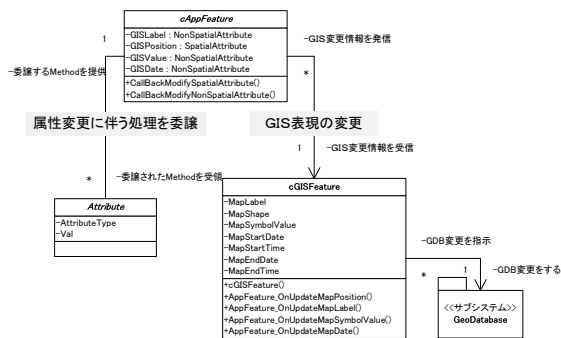 cAppFeature
-GISLabel : NonSpatialAttribute
-GISPosition : SpatialAttribute
-GISValue : NonSpatialAttribute
-GISDate : NonSpatialAttribute
+CallBackModifySpatialAttribute()
+CallBackModifyNonSpatialAttribute()
1
-委譲するMethodを提供
-GIS変更情報を発信
*
属性変更に伴う処理を委譲
GIS表現の変更
*
-委譲されたMethodを受領
1
-GIS変更情報を受信
Attribute
-AttributeType
-Val
cGISFeature
-MapLabel
-MapShape
-MapSymbolValue
-MapStartDate
-MapStartTime
-MapEndDate
-MapEndTime
+cGISFeature()
+AppFeature_OnUpdateMapPosition()
+AppFeature_OnUpdateMapLabel()
+AppFeature_OnUpdateMapSymbolValue()
+AppFeature_OnUpdateMapDate()
-GDB変更を指示
*
1
-GDB変更をする
<<サブシステム>>
GeoDatabase